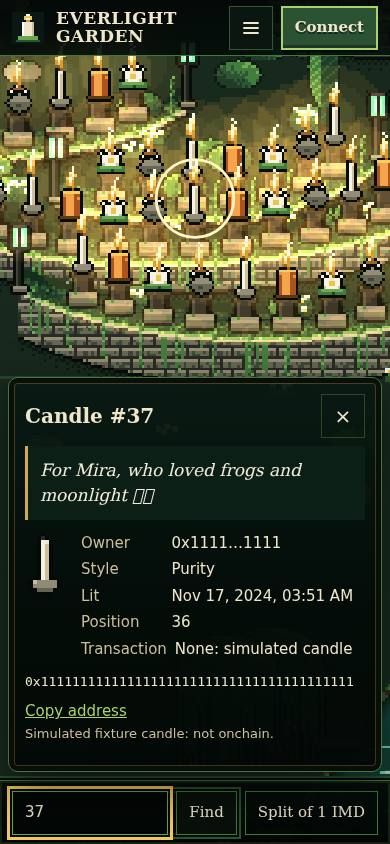 EVERLIGHT
GARDEN
Connect
Candle #37
For Mira, who loved frogs and
moonlight
Owner 0x1111…1111
Style Purity
Lit Nov 17, 2024, 03:51 AM
Position 36
Transaction None: simulated candle
0x1111111111111111111111111111111111111111
Copy address
Simulated fixture candle: not onchain.
37
Find
Split of 1 IMD